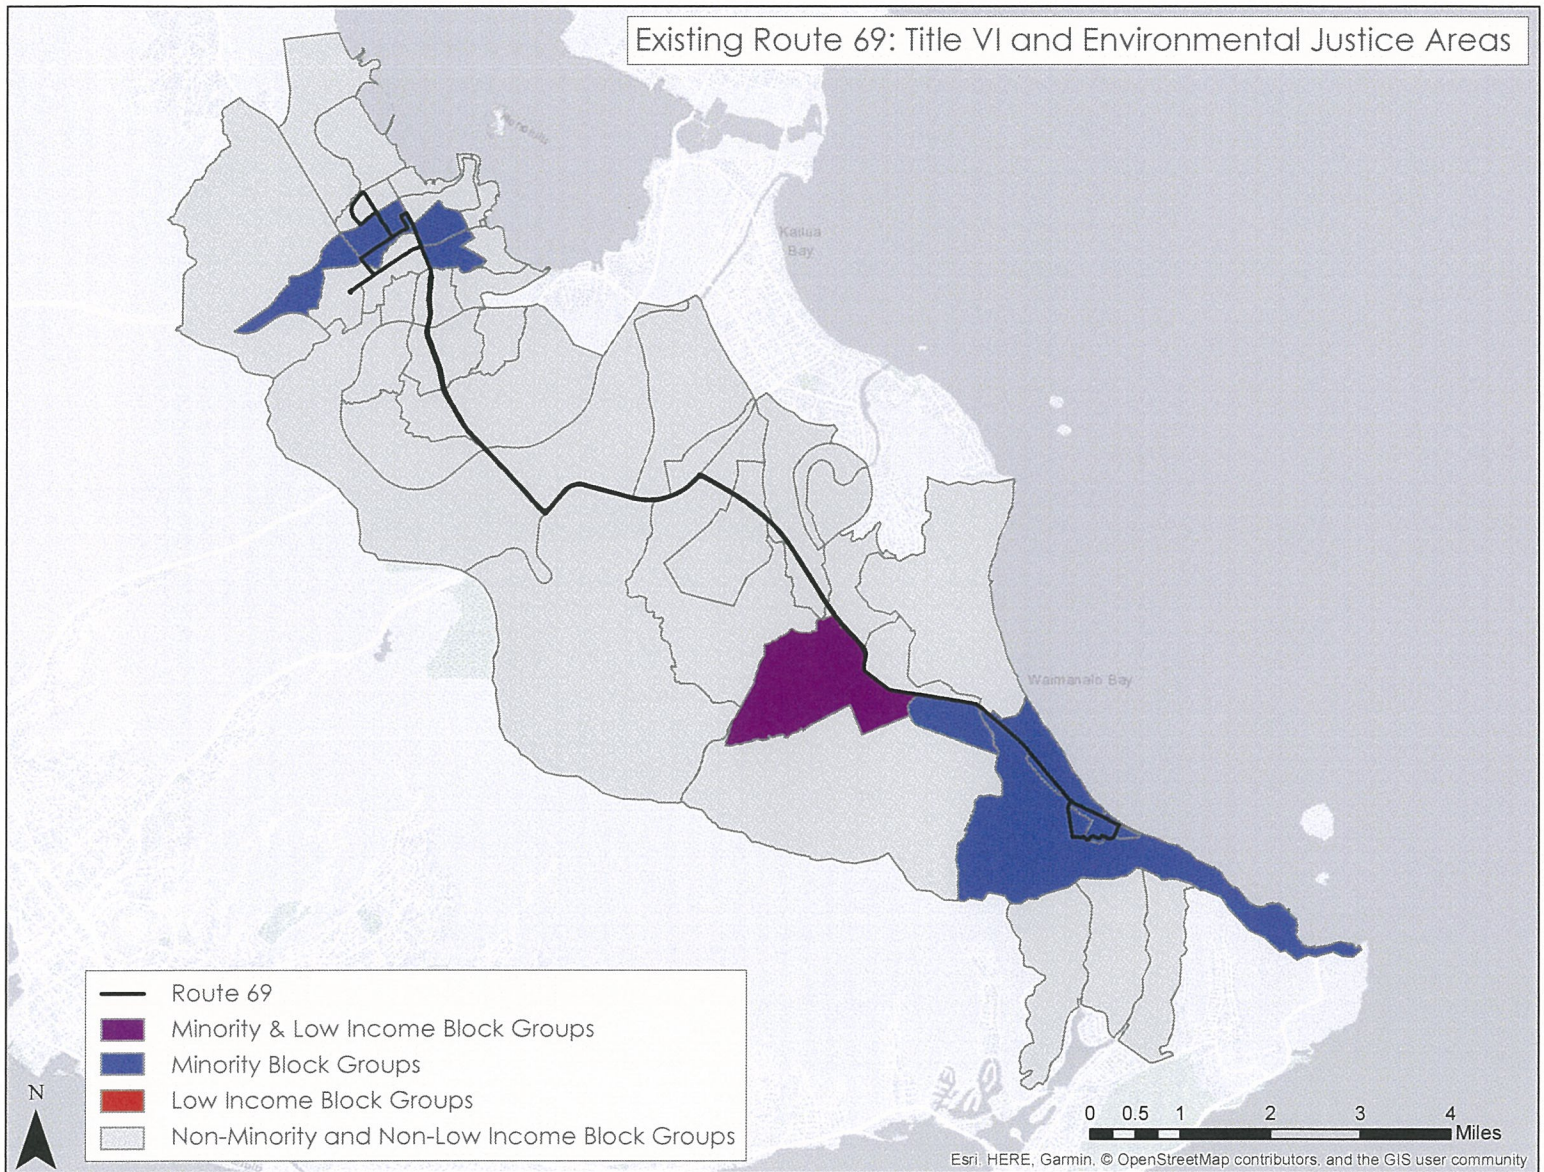 Existing Route 69: Title VI and Environmental Justice Areas
Kailua
Bay
Waimanalo Bay
Route 69
Minority & Low Income Block Groups
Minority Block Groups
Low Income Block Groups
Non-Minority and Non-Low Income Block Groups
N
0 0.5 1 2 3 4
Miles
Esri, HERE, Garmin, © OpenStreetMap contributors, and the GIS user community